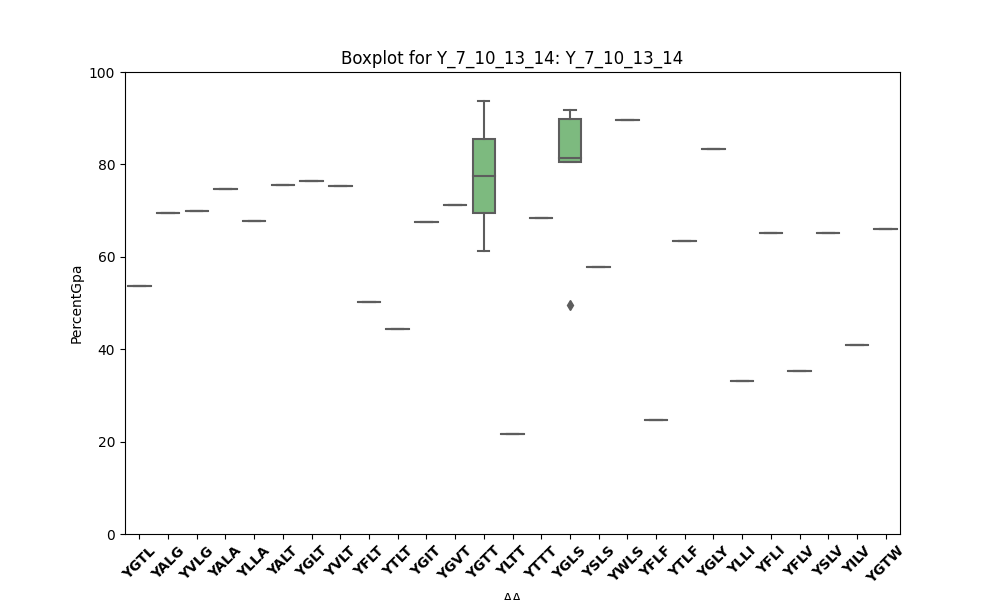 Boxplot for Y_7_10_13_14: Y_7_10_13_14
100
80
60
40
20
0
PercentGpa
YGTL YALG YVLG YALA YLLA YALT YGLT YVLT YFLT YTLT YGIT YGVT YGTT YLTT YTTT YGLS YSLS YWLS YFLF YTLF YGLY YLLI YFLI YFLV YSLV YILV YGTW
AA